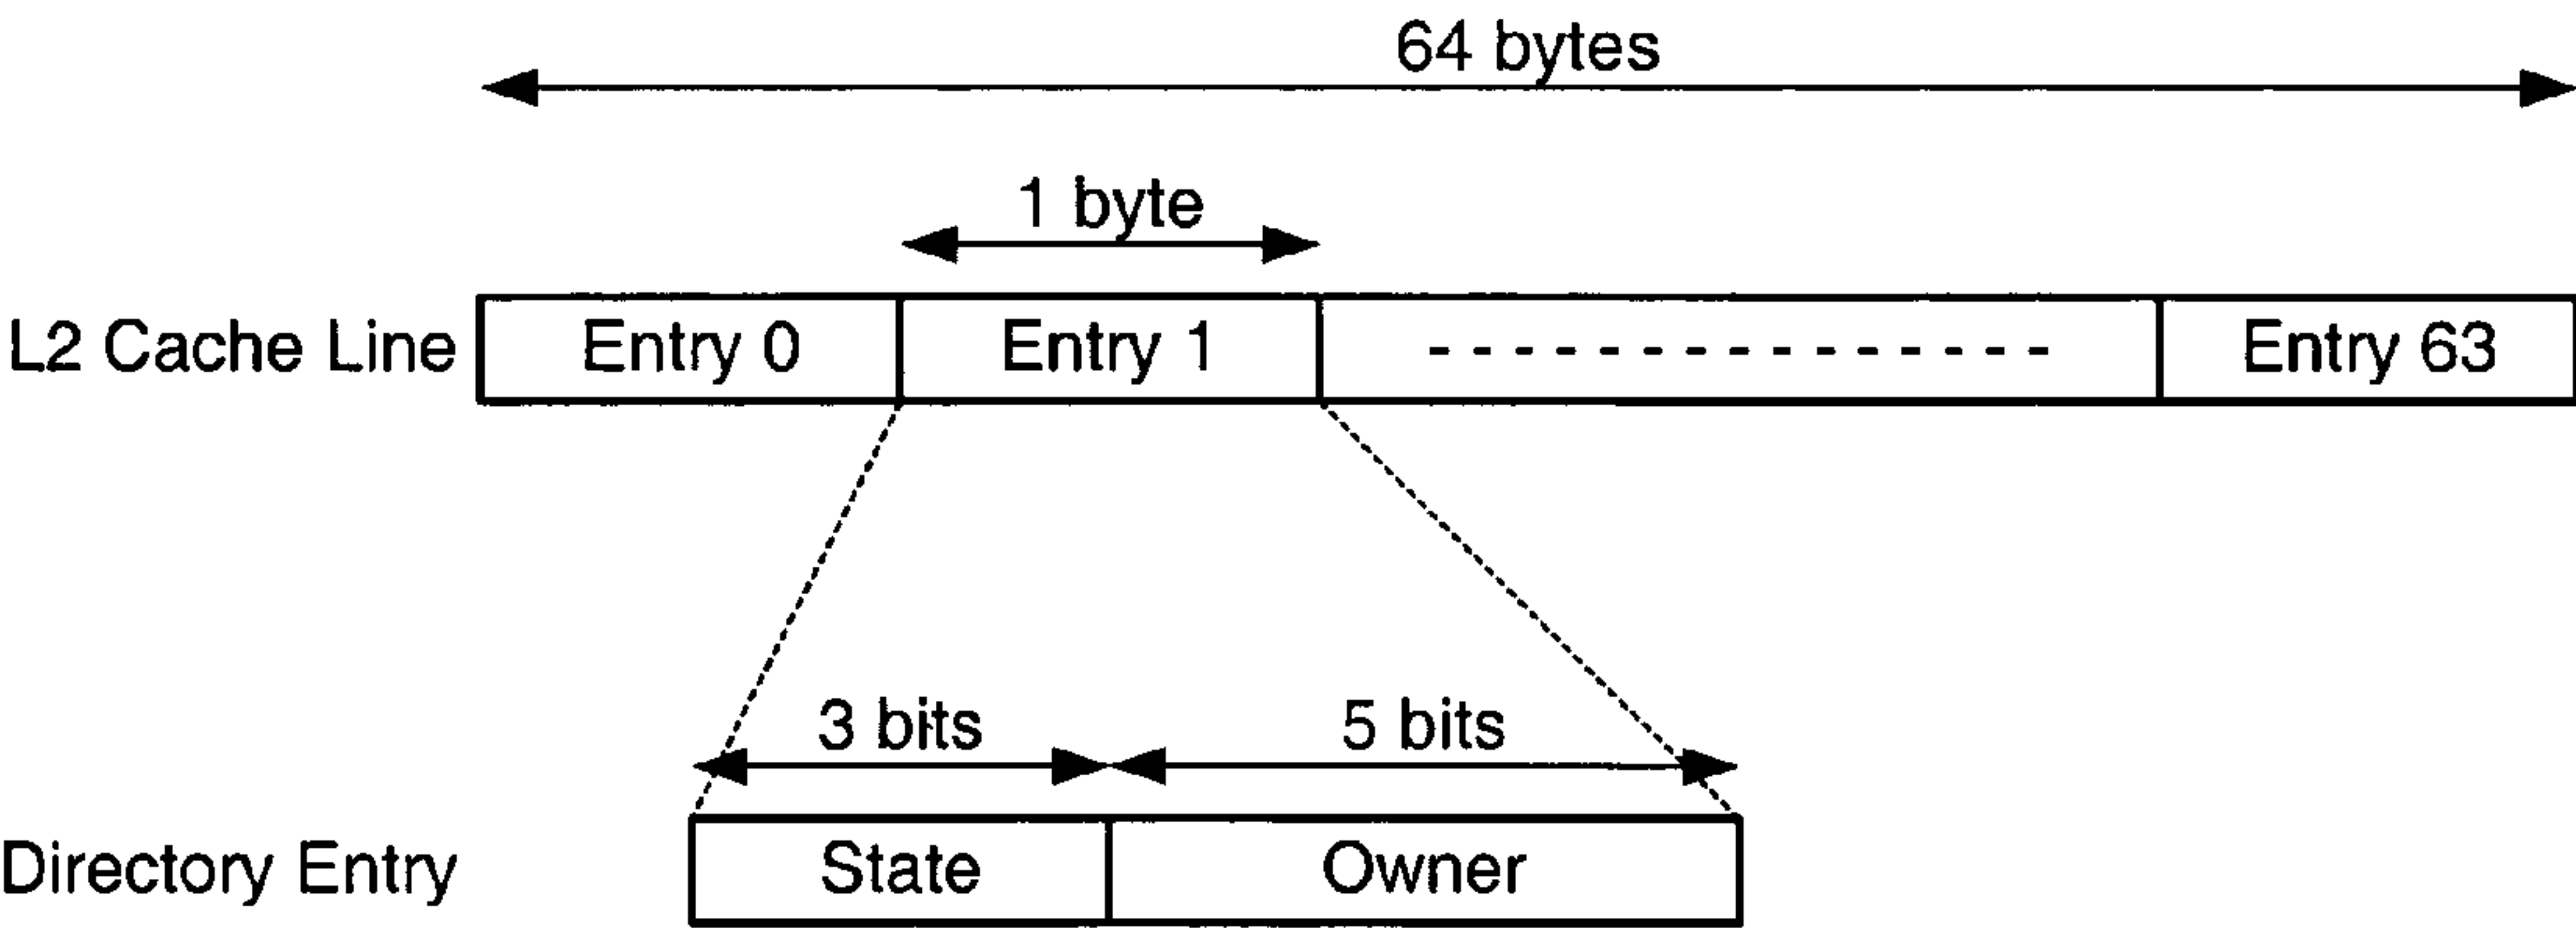 64 bytes
1 byte
L2 Cache Line Entry 0 Entry 1 ---------------- Entry 63
3 bits 5 bits
Directory Entry State Owner